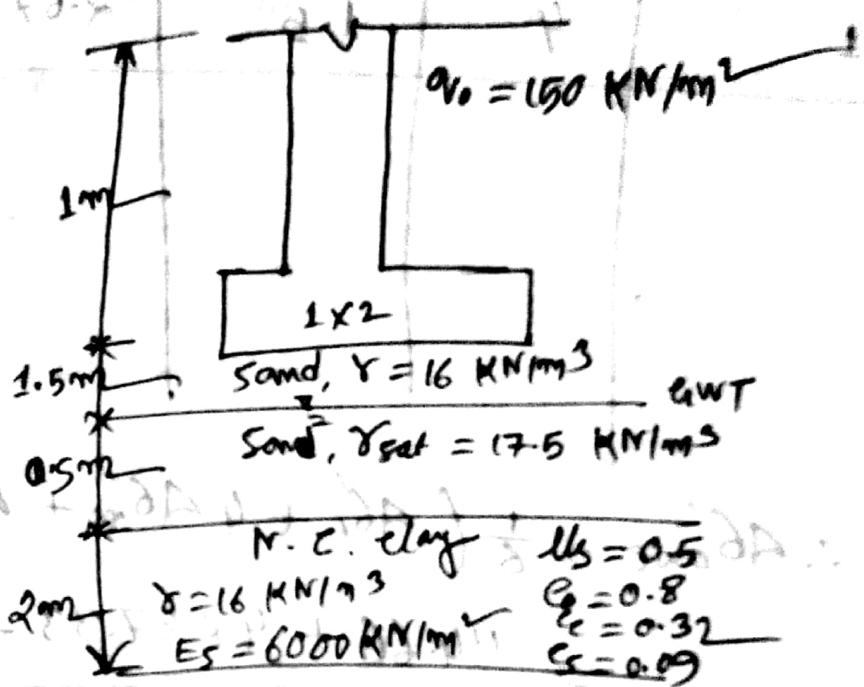 q₀ = 150 KN/m²
1m
1 x 2
1.5m
Sand, γ = 16 KN/m³
GWT
0.5m
Sand, γsat = 17.5 KN/m³
N. C. clay
μs = 0.5
2m
γ = 16 KN/m³
e₀ = 0.8
Es = 6000 KN/m²
cc = 0.32
cs = 0.09